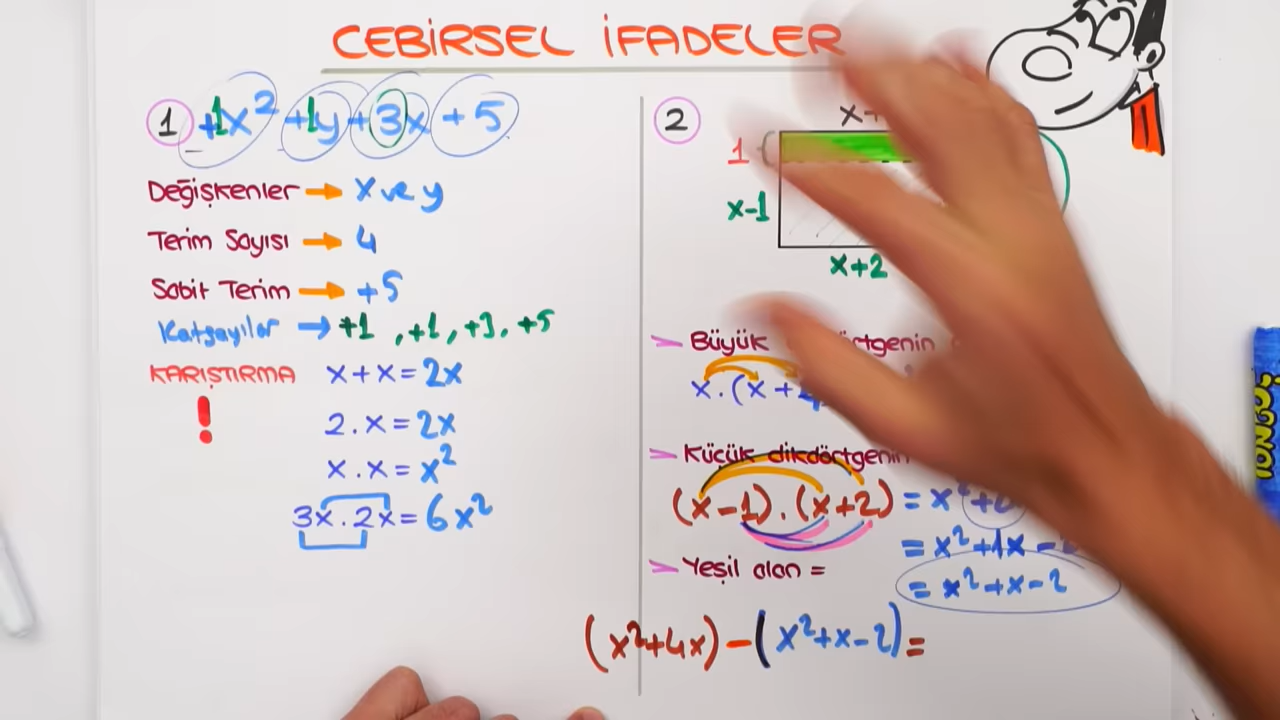 CEBİRSEL İFADELER
1 +1x² +1y +3x +5
Değişkenler → x ve y
Terim Sayısı → 4
Sabit Terim → +5
Katsayılar → +1, +1, +3, +5
KARIŞTIRMA
!
x + x = 2x
2 . x = 2x
x . x = x²
3x . 2x = 6x²
2
1
x-1
x+2
Büyük
x . (x +
Küçük dikdörtgenin
(x-1) . (x+2) = x²
= x² + 1x -
= x² + x - 2
Yeşil alan =
(x²+4x) - (x²+x-2) =